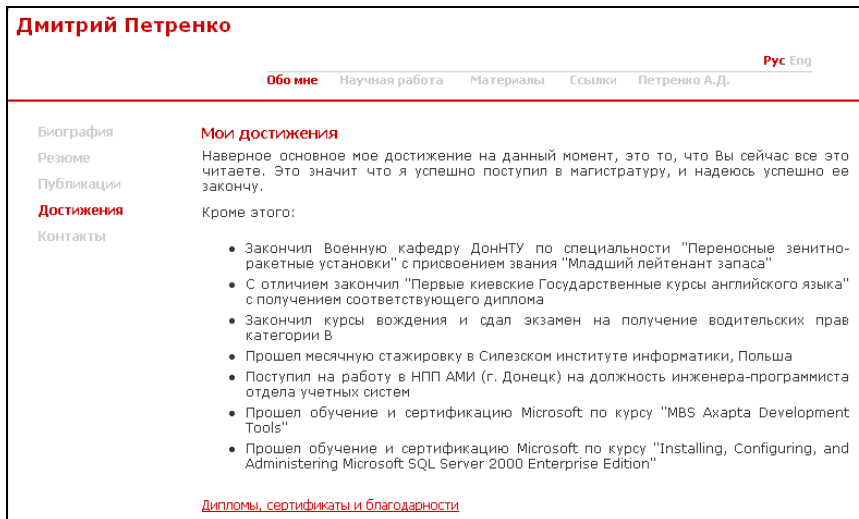 Дмитрий Петренко
Рус Eng
Обо мне Научная работа Материалы Ссылки Петренко А.Д.
Биография
Резюме
Публикации
Достижения
Контакты
Мои достижения
Наверное основное мое достижение на данный момент, это то, что Вы сейчас все это
читаете. Это значит что я успешно поступил в магистратуру, и надеюсь успешно ее
закончу.
Кроме этого:
• Закончил Военную кафедру ДонНТУ по специальности "Переносные зенитно-
ракетные установки" с присвоением звания "Младший лейтенант запаса"
• С отличием закончил "Первые киевские Государственные курсы английского языка"
с получением соответствующего диплома
• Закончил курсы вождения и сдал экзамен на получение водительских прав
категории В
• Прошел месячную стажировку в Силезском институте информатики, Польша
• Поступил на работу в НПП АМИ (г. Донецк) на должность инженера-программиста
отдела учетных систем
• Прошел обучение и сертификацию Microsoft по курсу "MBS Axapta Development
Tools"
• Прошел обучение и сертификацию Microsoft по курсу "Installing, Configuring, and
Administering Microsoft SQL Server 2000 Enterprise Edition"
Дипломы, сертификаты и благодарности